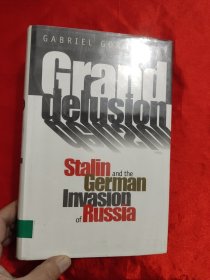 GABRIEL GO
Grand
delusion
Stalin
and the
German
Invasion
of Russia